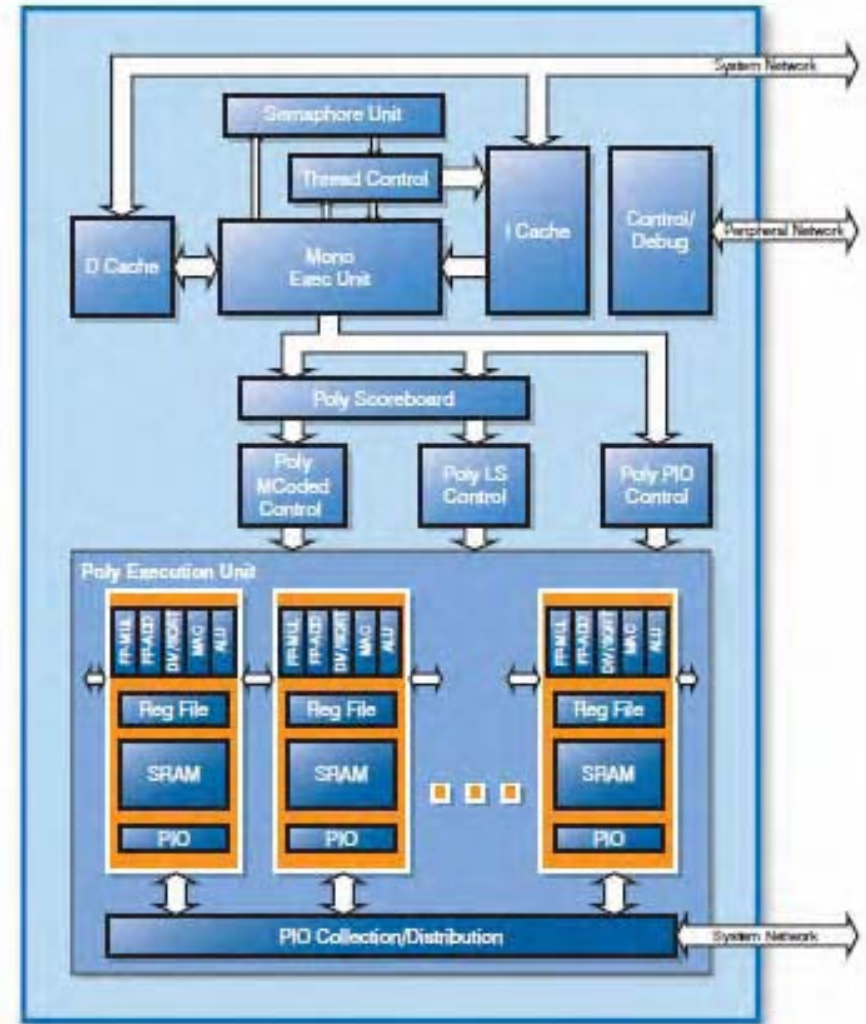 System Network
Semaphore Unit
Thread Control
I Cache
Control/
Debug
Peripheral Network
D Cache
Mono
Exec Unit
Poly Scoreboard
Poly
MCoded
Control
Poly LS
Control
Poly PIO
Control
Poly Execution Unit
FP-MUL
FP-ADD
DIV/SQRT
MAC
ALU
FP-MUL
FP-ADD
DIV/SQRT
MAC
ALU
FP-MUL
FP-ADD
DIV/SQRT
MAC
ALU
Reg File
Reg File
Reg File
SRAM
SRAM
SRAM
PIO
PIO
PIO
PIO Collection/Distribution
System Network